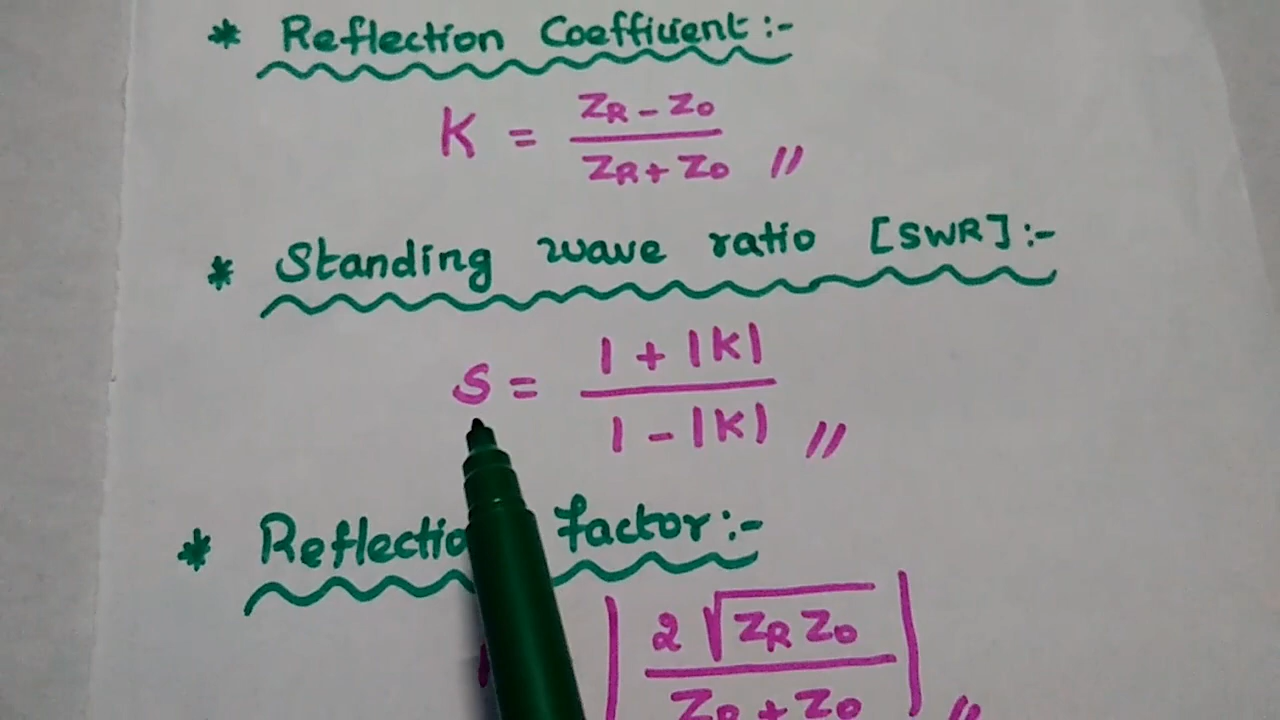 * Reflection Coefficient :-
K = ZR - Z0 / ZR + Z0 //
* Standing wave ratio [SWR] :-
S = 1 + |K| / 1 - |K| //
* Reflectio factor :-
| 2 √ZR Z0 / ZR + Z0 | //